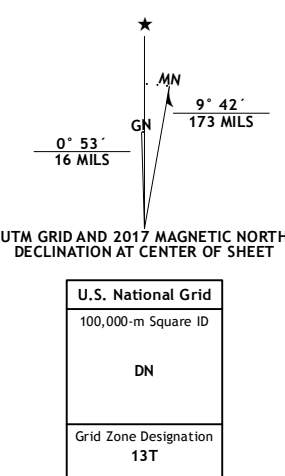 ★
MN
GN
9° 42´
173 MILS
0° 53´
16 MILS
UTM GRID AND 2017 MAGNETIC NORTH
DECLINATION AT CENTER OF SHEET
U.S. National Grid
100,000-m Square ID
DN
Grid Zone Designation
13T